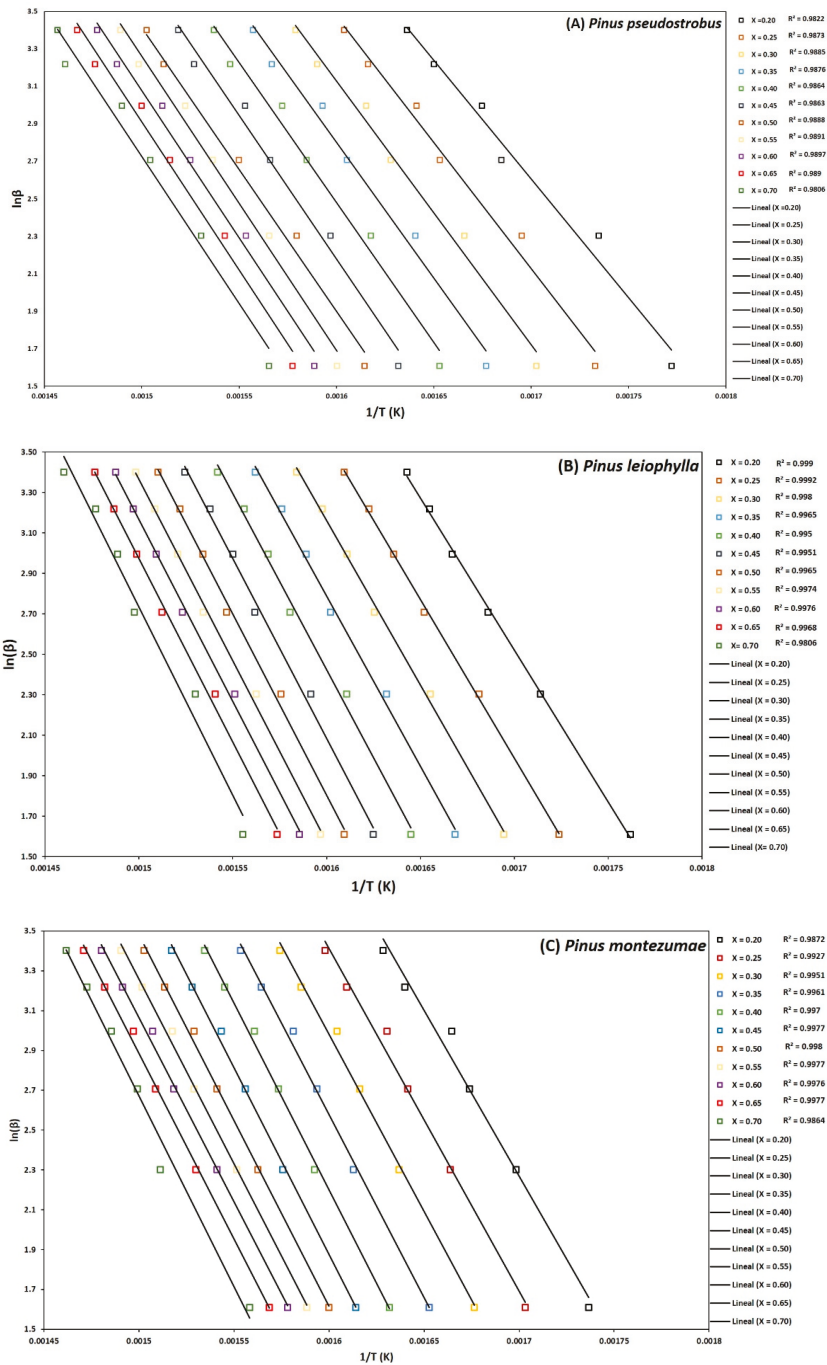 (A) Pinus pseudostrobus
lnβ
3.5
3.3
3.1
2.9
2.7
2.5
2.3
2.1
1.9
1.7
1.5
0.00145
0.0015
0.00155
0.0016
0.00165
0.0017
0.00175
0.0018
1/T (K)
X =0.20 R² = 0.9822
X = 0.25 R² = 0.9873
X = 0.30 R² = 0.9885
X = 0.35 R² = 0.9876
X = 0.40 R² = 0.9864
X = 0.45 R² = 0.9863
X = 0.50 R² = 0.9888
X = 0.55 R² = 0.9891
X = 0.60 R² = 0.9897
X = 0.65 R² = 0.989
X = 0.70 R² = 0.9806
Lineal (X =0.20)
Lineal (X = 0.25)
Lineal (X = 0.30)
Lineal (X = 0.35)
Lineal (X = 0.40)
Lineal (X = 0.45)
Lineal (X = 0.50)
Lineal (X = 0.55)
Lineal (X = 0.60)
Lineal (X = 0.65)
Lineal (X = 0.70)
(B) Pinus leiophylla
ln(β)
3.50
3.30
3.10
2.90
2.70
2.50
2.30
2.10
1.90
1.70
1.50
0.00145
0.0015
0.00155
0.0016
0.00165
0.0017
0.00175
0.0018
1/T (K)
X = 0.20 R² = 0.999
X = 0.25 R² = 0.9992
X = 0.30 R² = 0.998
X = 0.35 R² = 0.9965
X = 0.40 R² = 0.995
X = 0.45 R² = 0.9951
X = 0.50 R² = 0.9965
X = 0.55 R² = 0.9974
X = 0.60 R² = 0.9976
X = 0.65 R² = 0.9968
X= 0.70 R² = 0.9806
Lineal (X = 0.20)
Lineal (X = 0.25)
Lineal (X = 0.30)
Lineal (X = 0.35)
Lineal (X = 0.40)
Lineal (X = 0.45)
Lineal (X = 0.50)
Lineal (X = 0.55)
Lineal (X = 0.60)
Lineal (X = 0.65)
Lineal (X= 0.70)
(C) Pinus montezumae
ln(β)
3.5
3.3
3.1
2.9
2.7
2.5
2.3
2.1
1.9
1.7
1.5
0.00145
0.0015
0.00155
0.0016
0.00165
0.0017
0.00175
0.0018
1/T (K)
X = 0.20 R² = 0.9872
X = 0.25 R² = 0.9927
X = 0.30 R² = 0.9951
X = 0.35 R² = 0.9961
X = 0.40 R² = 0.997
X = 0.45 R² = 0.9977
X = 0.50 R² = 0.998
X = 0.55 R² = 0.9977
X = 0.60 R² = 0.9976
X = 0.65 R² = 0.9977
X = 0.70 R² = 0.9864
Lineal (X = 0.20)
Lineal (X = 0.25)
Lineal (X = 0.30)
Lineal (X = 0.35)
Lineal (X = 0.40)
Lineal (X = 0.45)
Lineal (X = 0.50)
Lineal (X = 0.55)
Lineal (X = 0.60)
Lineal (X = 0.65)
Lineal (X = 0.70)